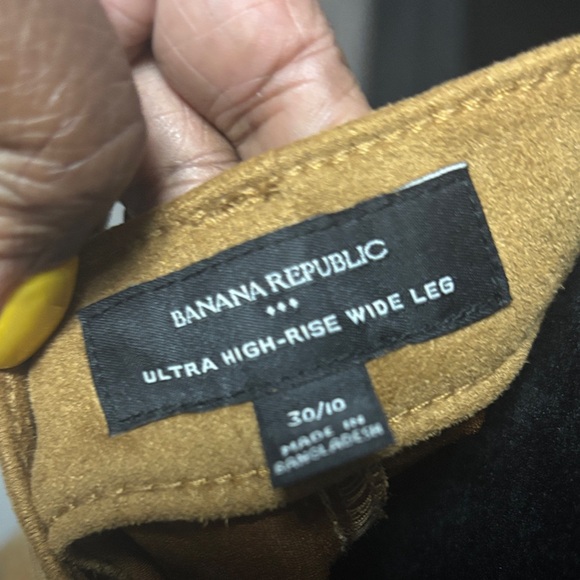 BANANA REPUBLIC
ULTRA HIGH-RISE WIDE LEG
30/10
MADE IN
BANGLADESH